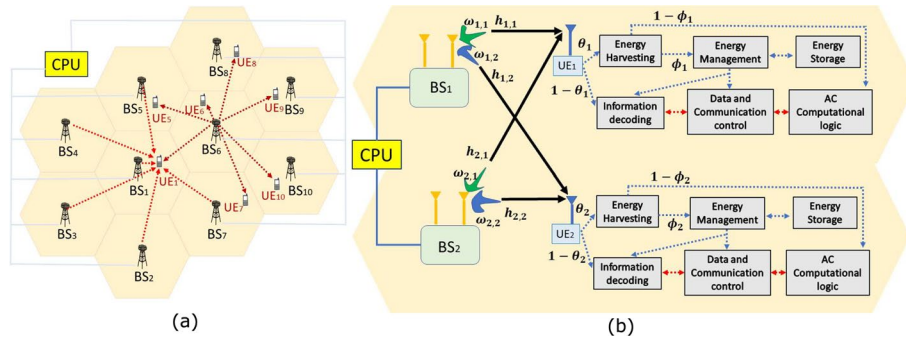 CPU
BS8
UE8
BS5
UE5
UE6
BS6
UE9
BS9
BS4
BS1
UE1
UE10
BS10
UE7
BS3
BS7
BS2
(a)
ω1,1
h1,1
ω1,2
h1,2
BS1
CPU
h2,1
ω2,1
ω2,2
h2,2
BS2
UE1
θ1
1 − θ1
1 − ϕ1
Energy
Harvesting
ϕ1
Energy
Management
Energy
Storage
Information
decoding
Data and
Communication
control
AC
Computational
logic
UE2
θ2
1 − θ2
1 − ϕ2
Energy
Harvesting
ϕ2
Energy
Management
Energy
Storage
Information
decoding
Data and
Communication
control
AC
Computational
logic
(b)